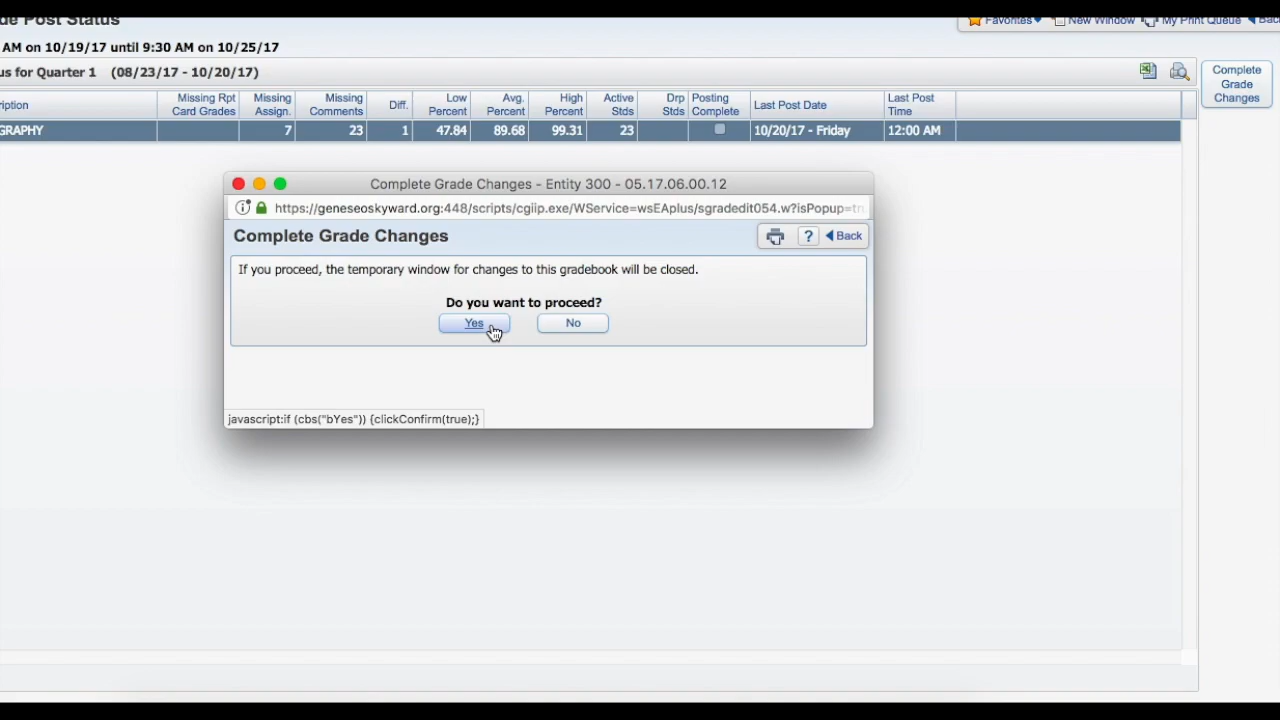 de Post Status
Favorites New Window My Print Queue Back
AM on 10/19/17 until 9:30 AM on 10/25/17
us for Quarter 1 (08/23/17 - 10/20/17)
Complete
Grade
Changes
ription Missing Rpt Card Grades Missing Assign. Missing Comments Diff. Low Percent Avg. Percent High Percent Active Stds Drp Stds Posting Complete Last Post Date Last Post Time
GRAPHY 7 23 1 47.84 89.68 99.31 23 10/20/17 - Friday 12:00 AM
Complete Grade Changes - Entity 300 - 05.17.06.00.12
https://geneseoskyward.org:448/scripts/cgiip.exe/WService=wsEAplus/sgradedit054.w?isPopup=tr
Complete Grade Changes
? Back
If you proceed, the temporary window for changes to this gradebook will be closed.
Do you want to proceed?
Yes No
javascript:if (cbs("bYes")) {clickConfirm(true);}